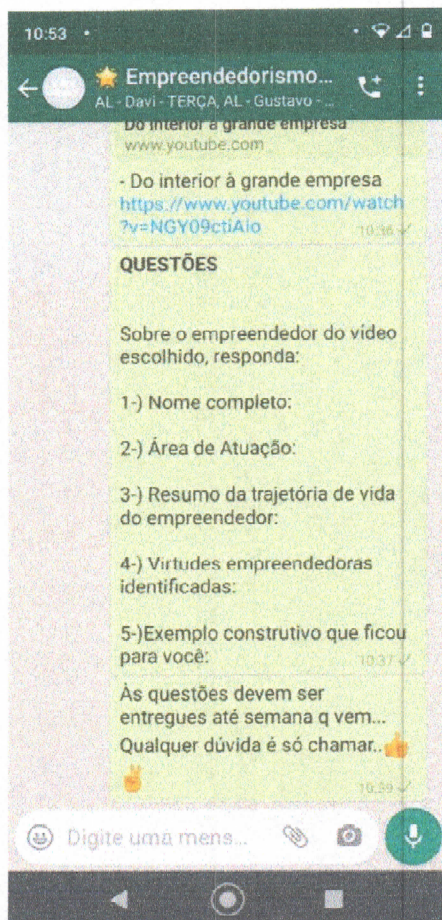 10:53 •
Empreendedorismo...
AL - Davi - TERÇA, AL - Gustavo - ...
Do interior à grande empresa
www.youtube.com
- Do interior à grande empresa
https://www.youtube.com/watch
?v=NGY09ctiAio
10:36
QUESTÕES
Sobre o empreendedor do vídeo
escolhido, responda:
1-) Nome completo:
2-) Área de Atuação:
3-) Resumo da trajetória de vida
do empreendedor:
4-) Virtudes empreendedoras
identificadas:
5-)Exemplo construtivo que ficou
para você:
10:37
Às questões devem ser
entregues até semana q vem...
Qualquer dúvida é só chamar..
10:39
Digite uma mens...